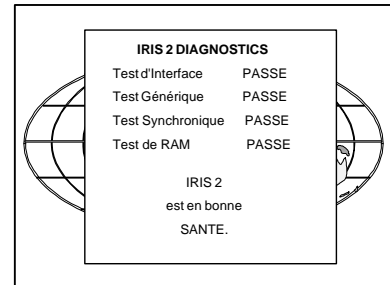 IRIS 2 DIAGNOSTICS
Test d'Interface PASSE
Test Générique PASSE
Test Synchronique PASSE
Test de RAM PASSE
IRIS 2
est en bonne
SANTE.